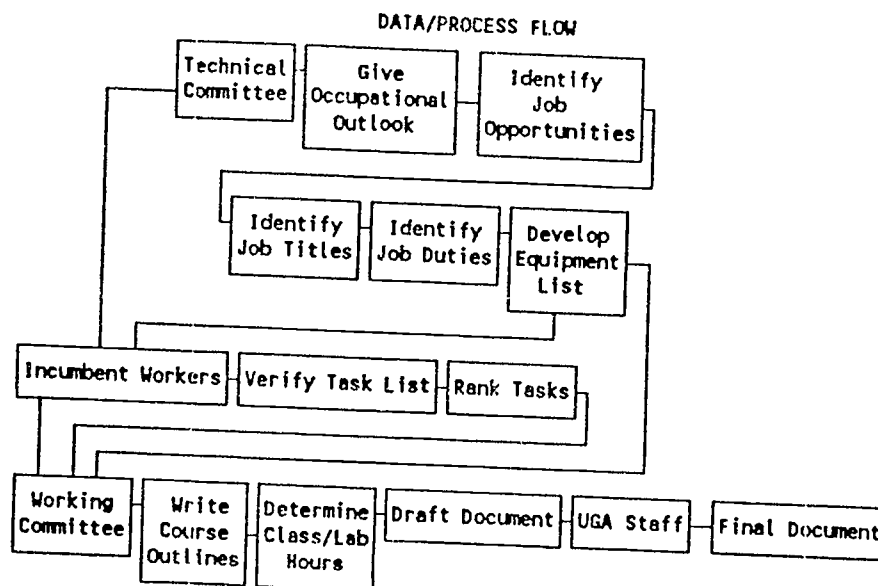 DATA/PROCESS FLOW
Technical
Committee
Give
Occupational
Outlook
Identify
Job
Opportunities
Identify
Job Titles
Identify
Job Duties
Develop
Equipment
List
Incumbent Workers
Verify Task List
Rank Tasks
Working
Committee
Write
Course
Outlines
Determine
Class/Lab
Hours
Draft Document
UGA Staff
Final Document